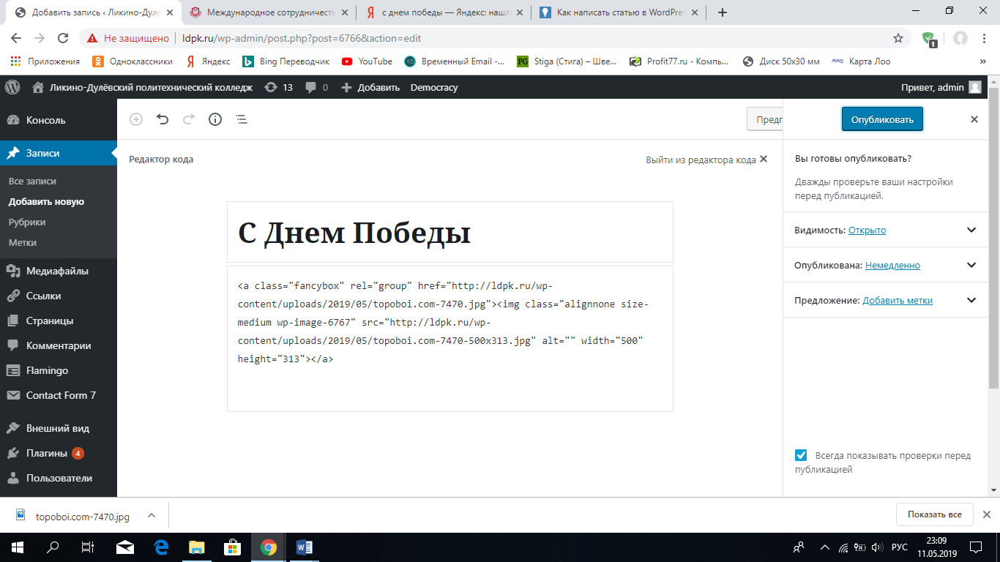 Добавить запись ‹ Ликино-Дулё
Международное сотрудничеств
с днем победы — Яндекс: наш
Как написать статью в WordPre
Не защищено
ldpk.ru/wp-admin/post.php?post=6766&action=edit
1
Приложения
Одноклассники
Яндекс
Bing Переводчик
YouTube
Временный Email -...
PG Stiga (Стига) – Шве...
Profit77.ru - Компь...
Диск 50x30 мм
Карта Лоо
»
Ликино-Дулёвский политехнический колледж
13
0
Добавить
Democracy
Привет, admin
Консоль
Записи
Все записи
Добавить новую
Рубрики
Метки
Медиафайлы
Ссылки
Страницы
Комментарии
Flamingo
Contact Form 7
Внешний вид
Плагины 4
Пользователи
Предп
Редактор кода
Выйти из редактора кода
С Днем Победы
<a class="fancybox" rel="group" href="http://ldpk.ru/wp-
content/uploads/2019/05/topoboi.com-7470.jpg"><img class="alignnone size-
medium wp-image-6767" src="http://ldpk.ru/wp-
content/uploads/2019/05/topoboi.com-7470-500x313.jpg" alt="" width="500"
height="313"></a>
Опубликовать
Вы готовы опубликовать?
Дважды проверьте ваши настройки
перед публикацией.
Видимость: Открыто
Опубликована: Немедленно
Предложение: Добавить метки
Всегда показывать проверки перед
публикацией
topoboi.com-7470.jpg
Показать все
РУС
23:09
11.05.2019